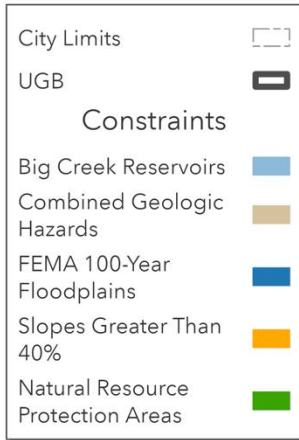 City Limits
UGB
Constraints
Big Creek Reservoirs
Combined Geologic
Hazards
FEMA 100-Year
Floodplains
Slopes Greater Than
40%
Natural Resource
Protection Areas